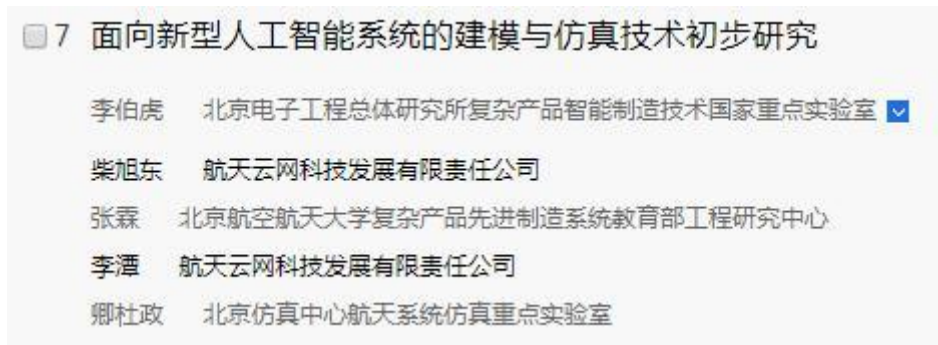 7 面向新型人工智能系统的建模与仿真技术初步研究
李伯虎 北京电子工程总体研究所复杂产品智能制造技术国家重点实验室
柴旭东 航天云网科技发展有限责任公司
张霖 北京航空航天大学复杂产品先进制造系统教育部工程研究中心
李潭 航天云网科技发展有限责任公司
卿杜政 北京仿真中心航天系统仿真重点实验室